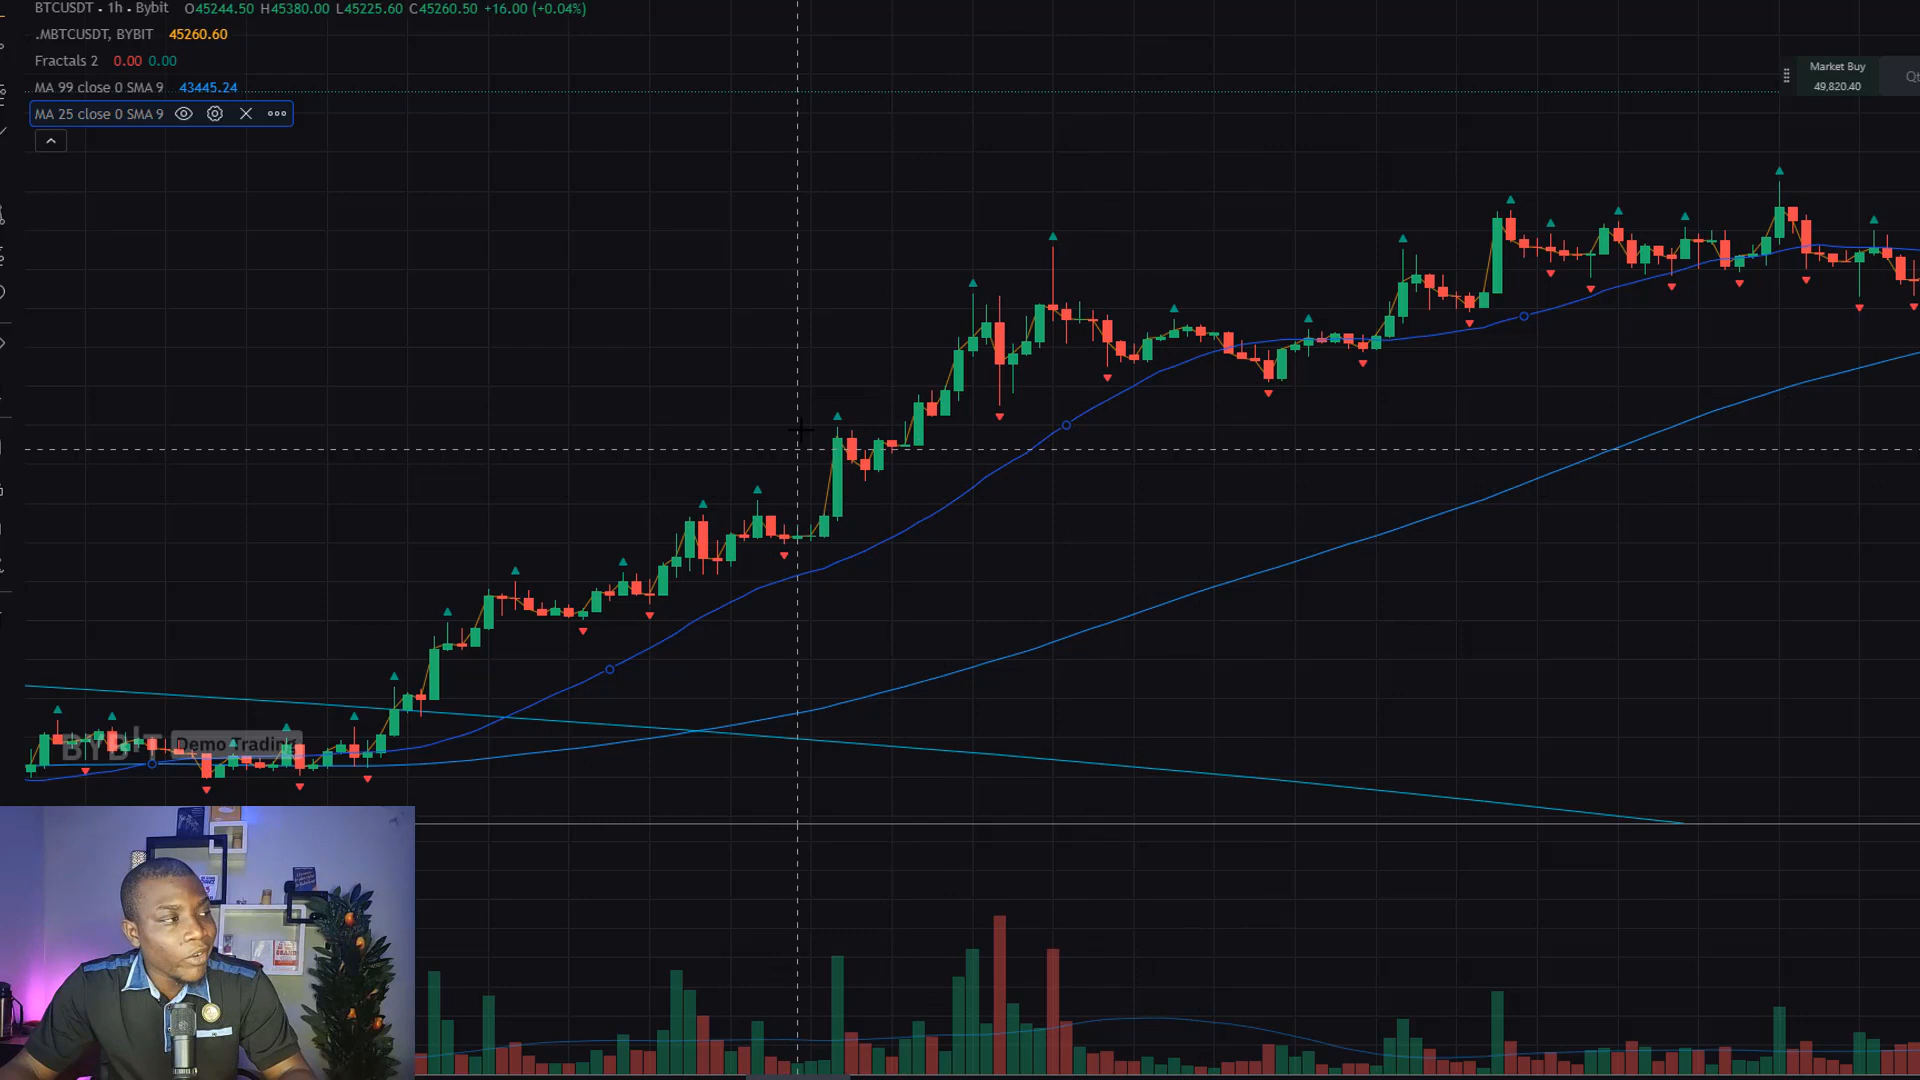 BTCUSDT • 1h • Bybit O45244.50 H45380.00 L45225.60 C45260.50 +16.00 (+0.04%)
.MBTCUSDT, BYBIT 45260.60
Fractals 2 0.00 0.00
MA 99 close 0 SMA 9 43445.24
MA 25 close 0 SMA 9
Market Buy
49,820.40
Qt
BYBIT Demo Trading